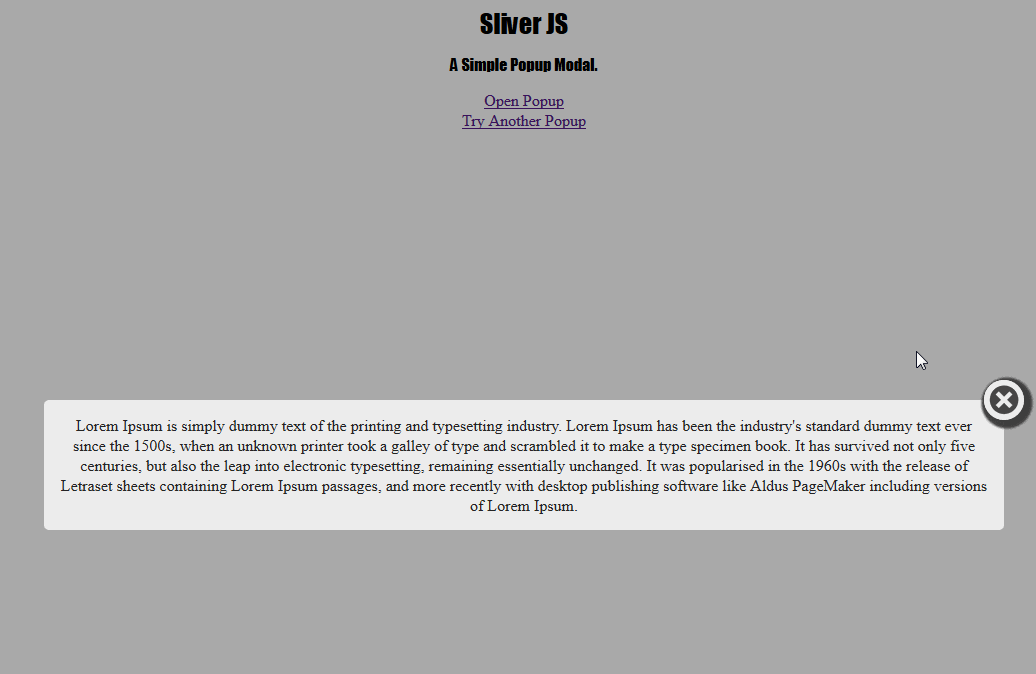 Sliver JS
A Simple Popup Modal.
Open Popup
Try Another Popup
Lorem Ipsum is simply dummy text of the printing and typesetting industry. Lorem Ipsum has been the industry's standard dummy text ever
since the 1500s, when an unknown printer took a galley of type and scrambled it to make a type specimen book. It has survived not only five
centuries, but also the leap into electronic typesetting, remaining essentially unchanged. It was popularised in the 1960s with the release of
Letraset sheets containing Lorem Ipsum passages, and more recently with desktop publishing software like Aldus PageMaker including versions
of Lorem Ipsum.